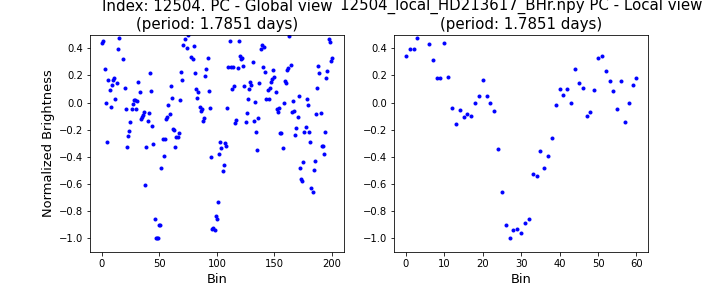 Index: 12504. PC - Global view
(period: 1.7851 days)
12504_local_HD213617_BHr.npy PC - Local view
(period: 1.7851 days)
Normalized Brightness
0.4
0.2
0.0
−0.2
−0.4
−0.6
−0.8
−1.0
0 50 100 150 200
Bin
0.4
0.2
0.0
−0.2
−0.4
−0.6
−0.8
−1.0
0 20 40 60
Bin